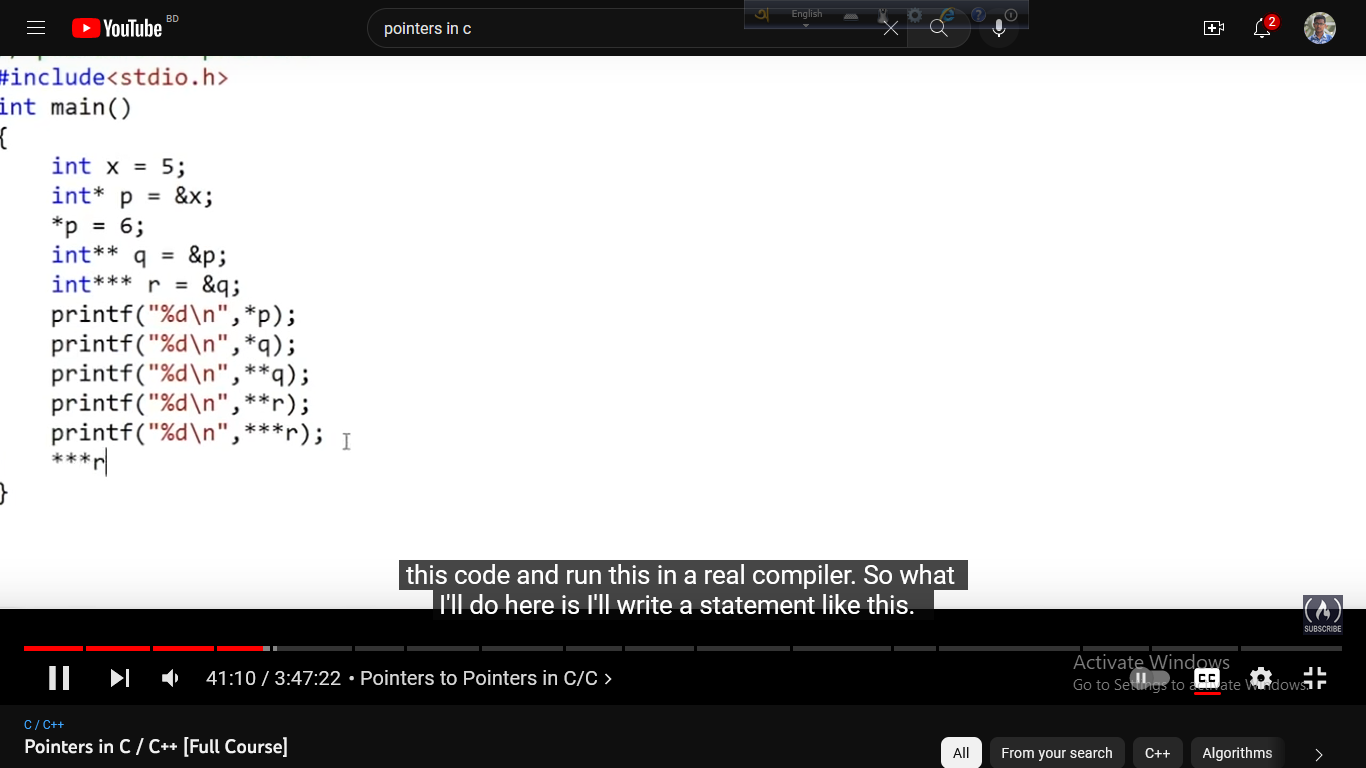 YouTube BD
pointers in c
English
2
#include<stdio.h>
int main()
{
int x = 5;
int* p = &x;
*p = 6;
int** q = &p;
int*** r = &q;
printf("%d\n",*p);
printf("%d\n",*q);
printf("%d\n",**q);
printf("%d\n",**r);
printf("%d\n",***r);
***r
}
this code and run this in a real compiler. So what
I'll do here is I'll write a statement like this.
SUBSCRIBE
41:10 / 3:47:22 • Pointers to Pointers in C/C >
CC
Activate Windows
Go to Settings to activate Windows.
C / C++
Pointers in C / C++ [Full Course]
All From your search C++ Algorithms